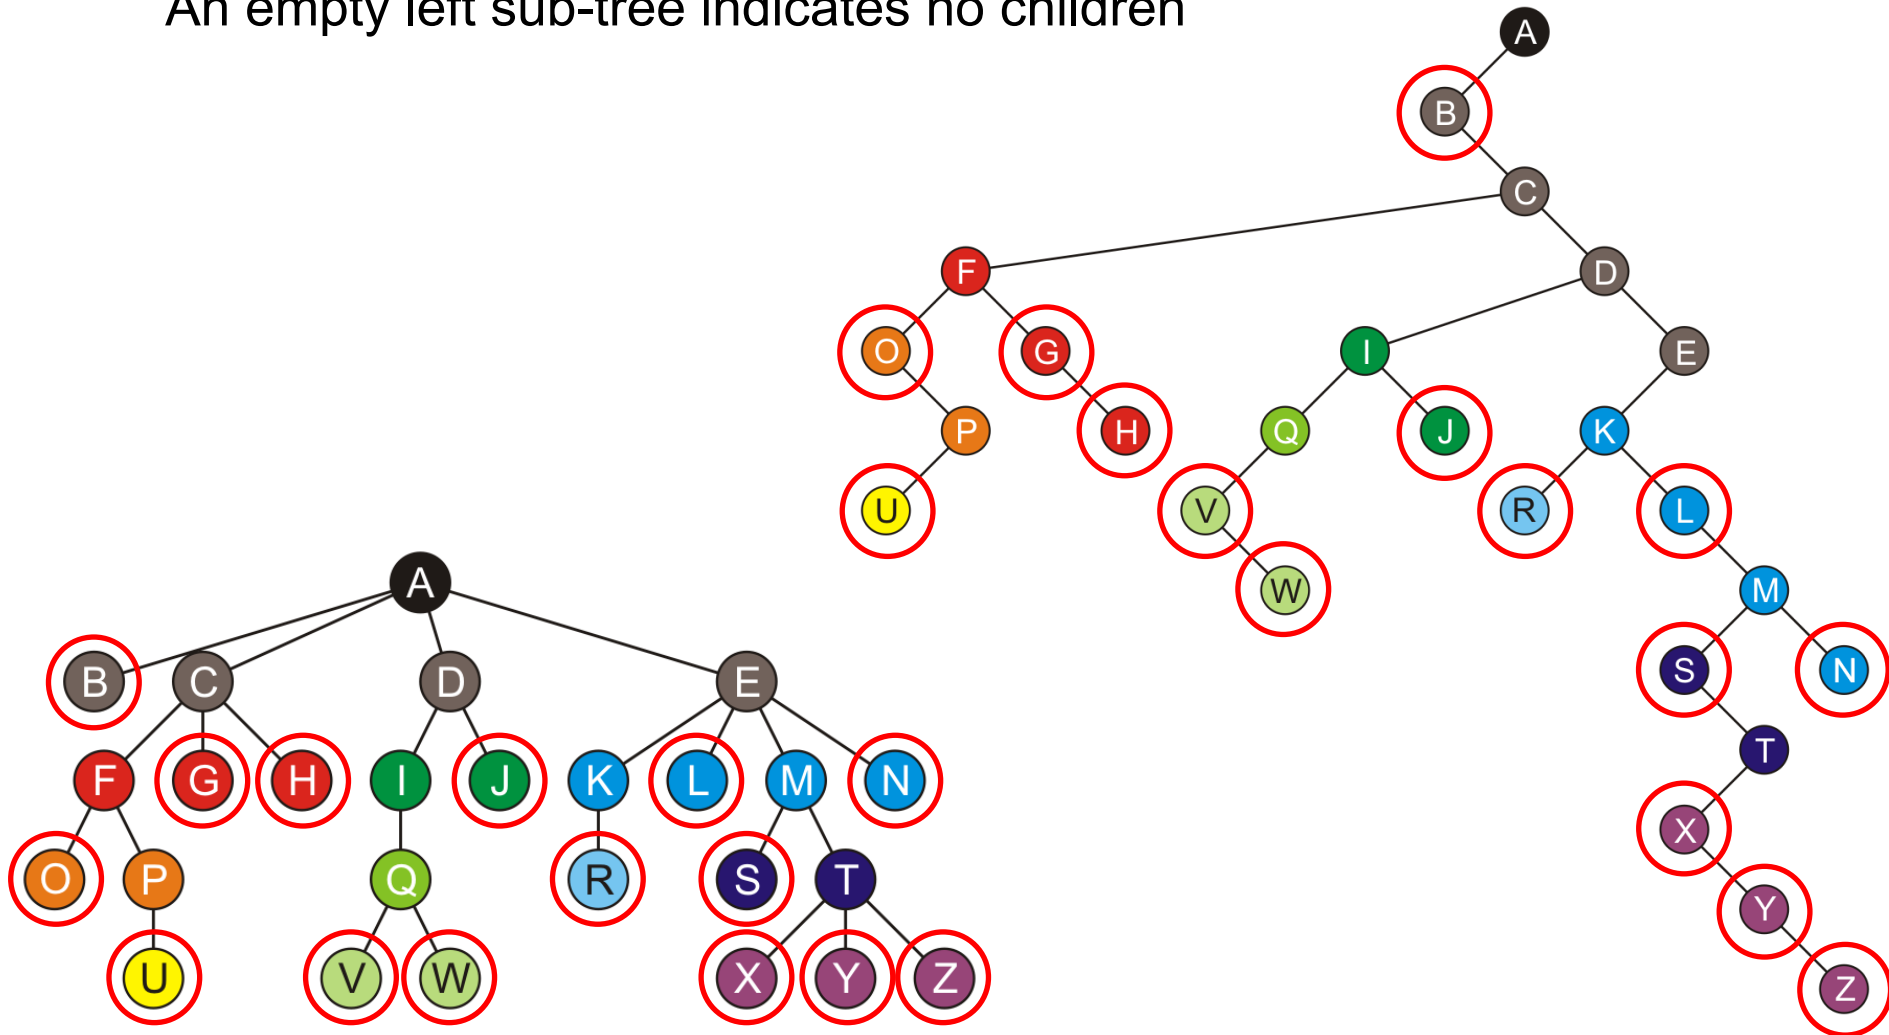 An empty left sub-tree indicates no children
A
B
C
F D
O G I E
P H Q J K
U V R L
W M
S N
T
X
Y
Z
A
B C D E
F G H I J K L M N
O P Q R S T
U V W X Y Z